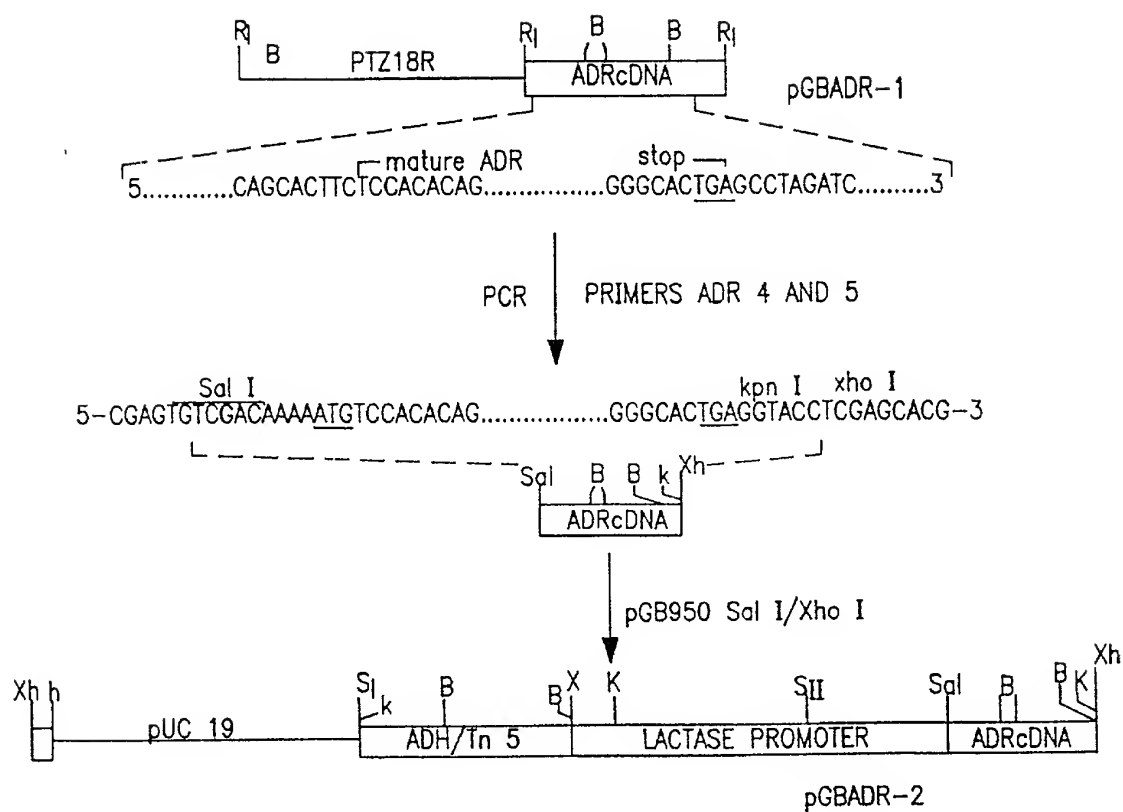 RI B PTZ18R RI B B RI
ADRcDNA
pGBADR-1
mature ADR stop
5..............CAGCACTTCTCCACACAG..................GGGCACTGAGCCTAGATC..........3
PCR PRIMERS ADR 4 AND 5
Sal I kpn I xho I
5-CGAGTGTCGACAAAAATGTCCACACAG..................GGGCACTGAGGTACCTCGAGCACG-3
Sal B B k Xh
ADRcDNA
pGB950 Sal I/Xho I
Xh h SI k B B X K SII Sal B B K Xh
pUC 19 ADH/Tn 5 LACTASE PROMOTER ADRcDNA
pGBADR-2